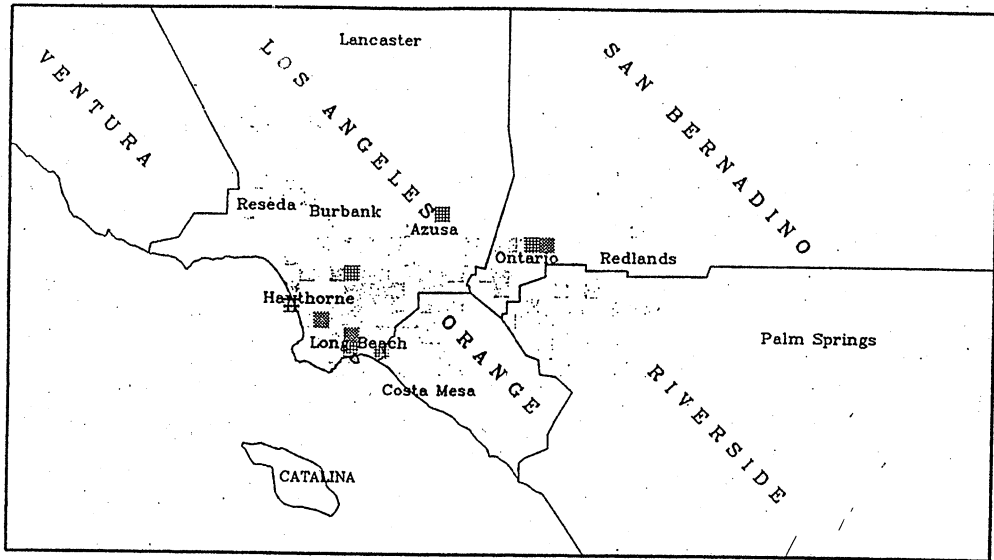 Lancaster
VENTURA
LOS ANGELES
SAN BERNADINO
Reseda
Burbank
Azusa
Ontario
Redlands
Hawthorne
Long Beach
ORANGE
Palm Springs
Costa Mesa
RIVERSIDE
CATALINA